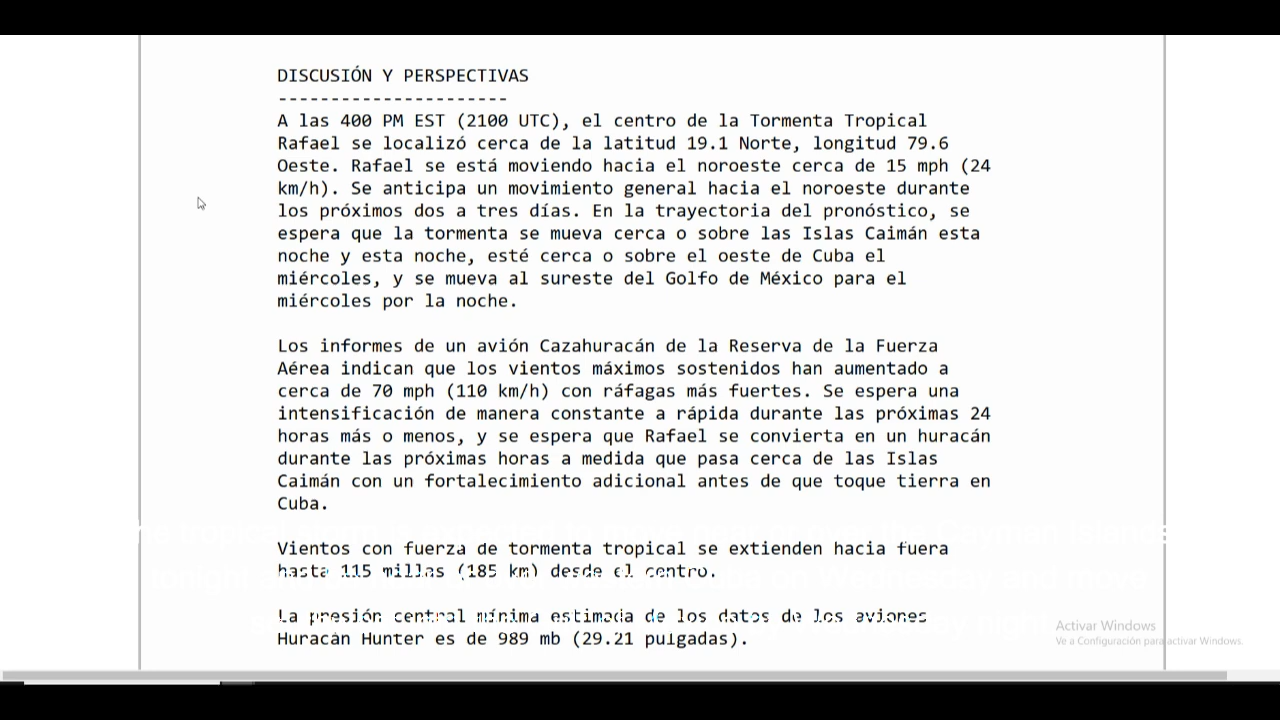 DISCUSIÓN Y PERSPECTIVAS
----------------------
A las 400 PM EST (2100 UTC), el centro de la Tormenta Tropical
Rafael se localizó cerca de la latitud 19.1 Norte, longitud 79.6
Oeste. Rafael se está moviendo hacia el noroeste cerca de 15 mph (24
km/h). Se anticipa un movimiento general hacia el noroeste durante
los próximos dos a tres días. En la trayectoria del pronóstico, se
espera que la tormenta se mueva cerca o sobre las Islas Caimán esta
noche y esta noche, esté cerca o sobre el oeste de Cuba el
miércoles, y se mueva al sureste del Golfo de México para el
miércoles por la noche.
Los informes de un avión Cazahuracán de la Reserva de la Fuerza
Aérea indican que los vientos máximos sostenidos han aumentado a
cerca de 70 mph (110 km/h) con ráfagas más fuertes. Se espera una
intensificación de manera constante a rápida durante las próximas 24
horas más o menos, y se espera que Rafael se convierta en un huracán
durante las próximas horas a medida que pasa cerca de las Islas
Caimán con un fortalecimiento adicional antes de que toque tierra en
Cuba.
Vientos con fuerza de tormenta tropical se extienden hacia fuera
hasta 115 millas (185 km) desde el centro.
La presión central mínima estimada de los datos de los aviones
Huracán Hunter es de 989 mb (29.21 pulgadas).
Activar Windows
Ve a Configuración para activar Windows.